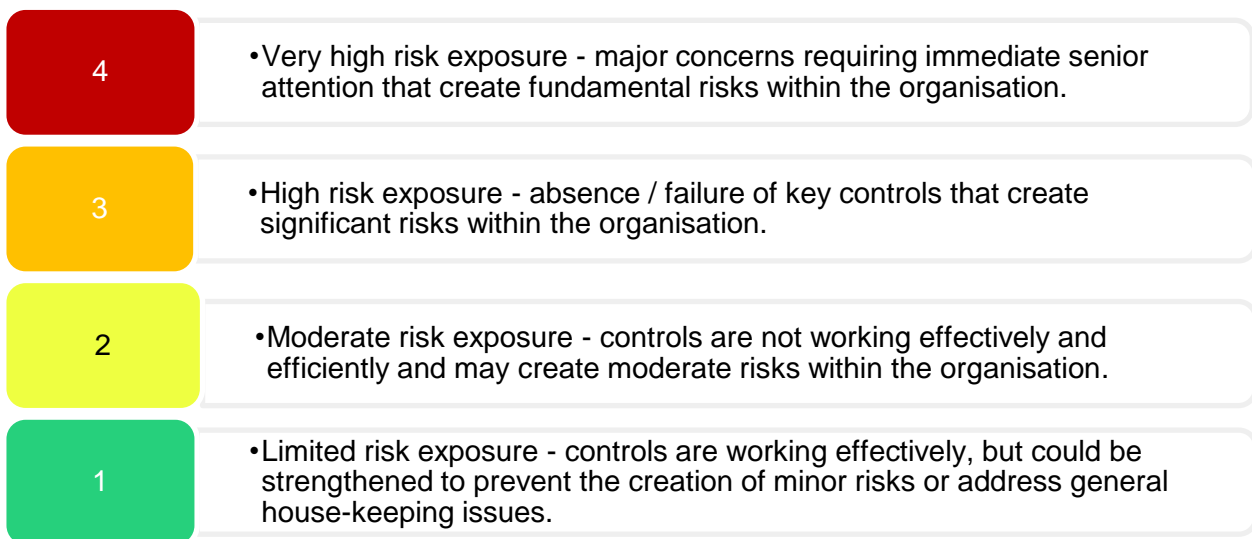 4
•Very high risk exposure - major concerns requiring immediate senior
attention that create fundamental risks within the organisation.
3
•High risk exposure - absence / failure of key controls that create
significant risks within the organisation.
2
•Moderate risk exposure - controls are not working effectively and
efficiently and may create moderate risks within the organisation.
1
•Limited risk exposure - controls are working effectively, but could be
strengthened to prevent the creation of minor risks or address general
house-keeping issues.